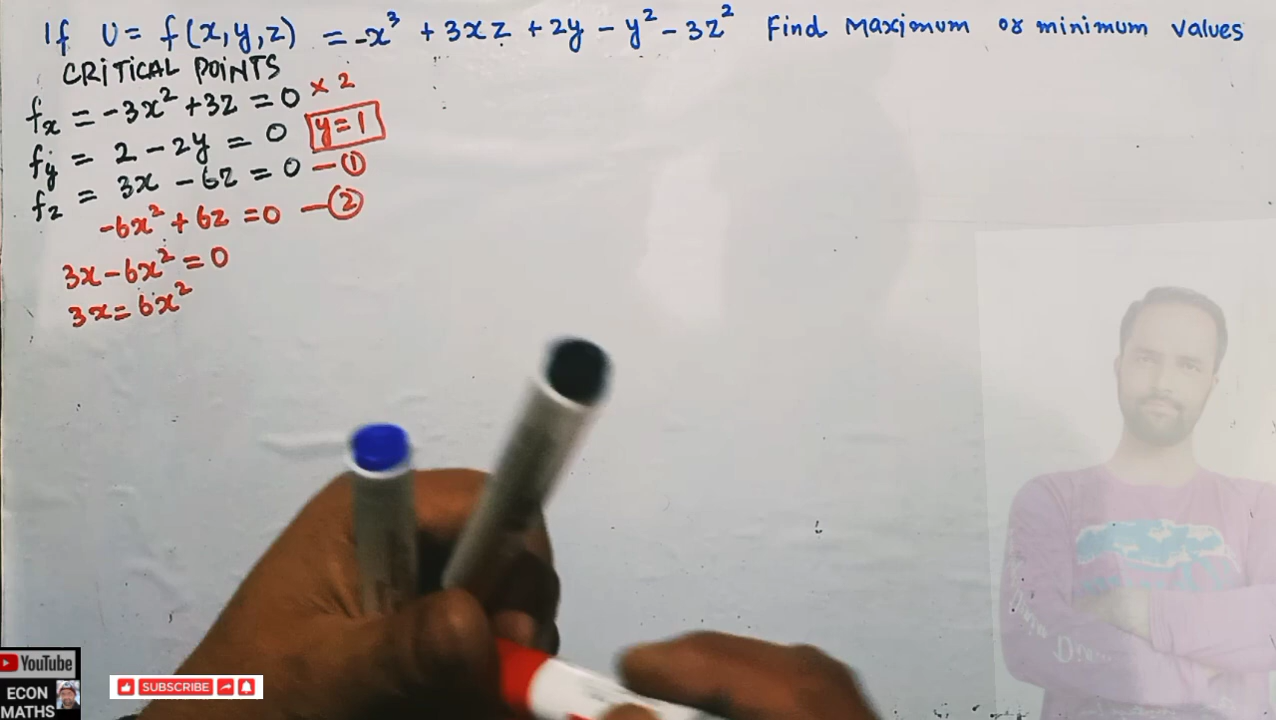 If U = f(x,y,z) = -x³ + 3xz + 2y - y² - 3z² Find Maximum or minimum values
CRITICAL POINTS
fx = -3x² + 3z = 0 × 2
fy = 2 - 2y = 0 y = 1
fz = 3x - 6z = 0 — ①
-6x² + 6z = 0 — ②
3x - 6x² = 0
3x = 6x²
YouTube
ECON
MATHS
SUBSCRIBE